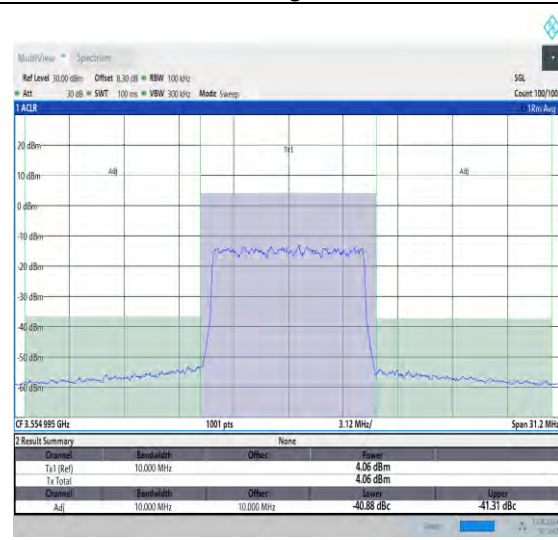 MultiView Spectrum
Ref Level 30.00 dBm Offset 8.30 dB RBW 100 kHz SGL
Att 30 dB SWT 100 ms VBW 300 kHz Mode Sweep Count 100/100
1 ACLR 1Rm Avg
Tx1
20 dBm
Adj Adj
10 dBm
0 dBm
-10 dBm
-20 dBm
-30 dBm
-40 dBm
-50 dBm
-60 dBm
CF 3.554 995 GHz 1001 pts 3.12 MHz/ Span 31.2 MHz
2 Result Summary None
Channel Bandwidth Offset Power
Tx1 (Ref) 10.000 MHz 4.06 dBm
Tx Total 4.06 dBm
Channel Bandwidth Offset Lower Upper
Adj 10.000 MHz 10.000 MHz -40.88 dBc -41.31 dBc